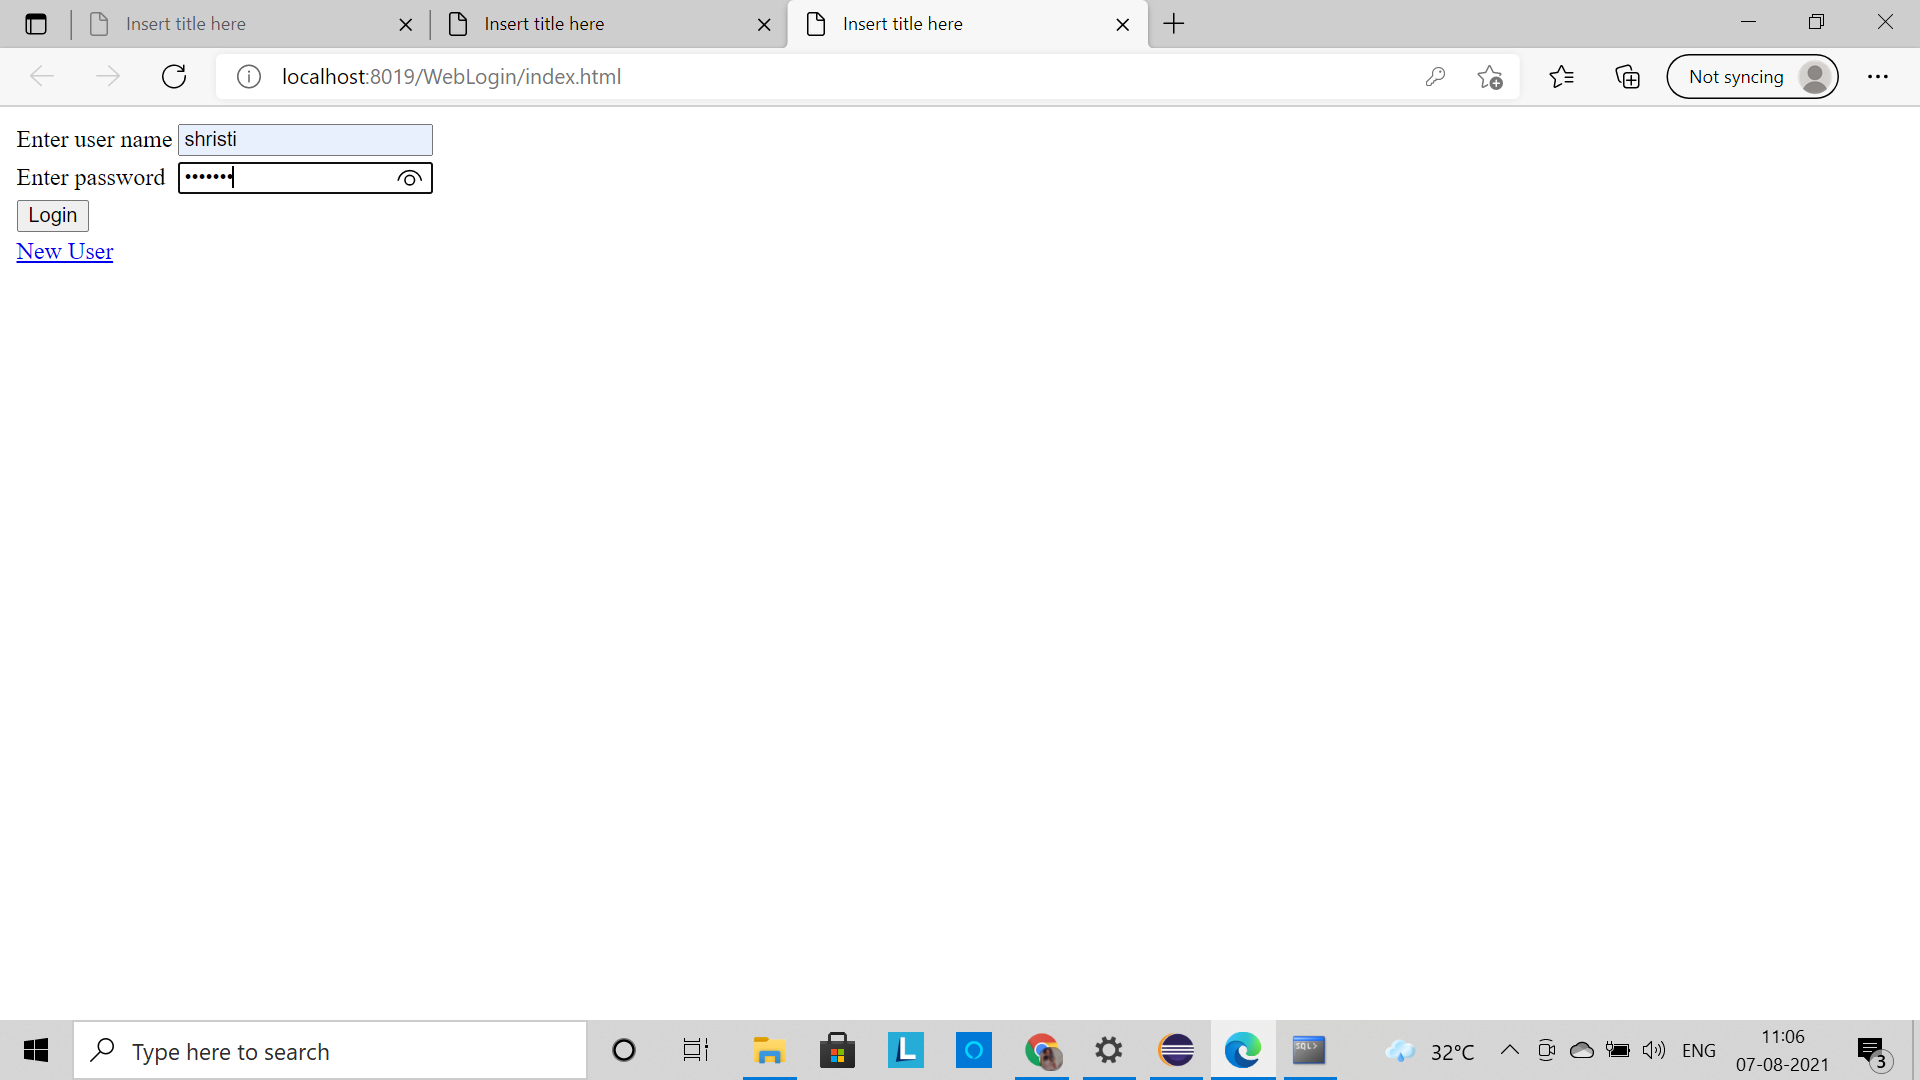 Insert title here
Insert title here
Insert title here
localhost:8019/WebLogin/index.html
Not syncing
Enter user name shristi
Enter password •••••••
Login
New User
Type here to search
L
SQL>
32°C
ENG
11:06
07-08-2021
3